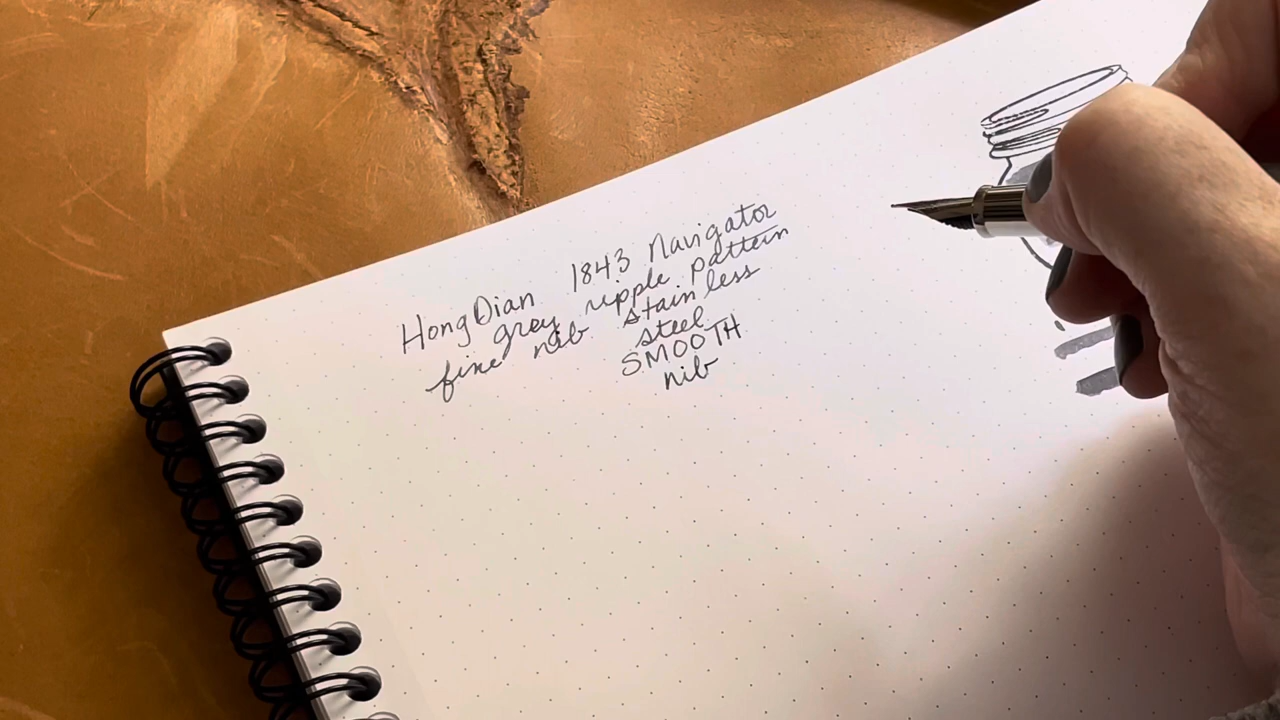 HongDian 1843 Navigator
grey ripple pattern
fine nib stainless
steel
SMOOTH
nib